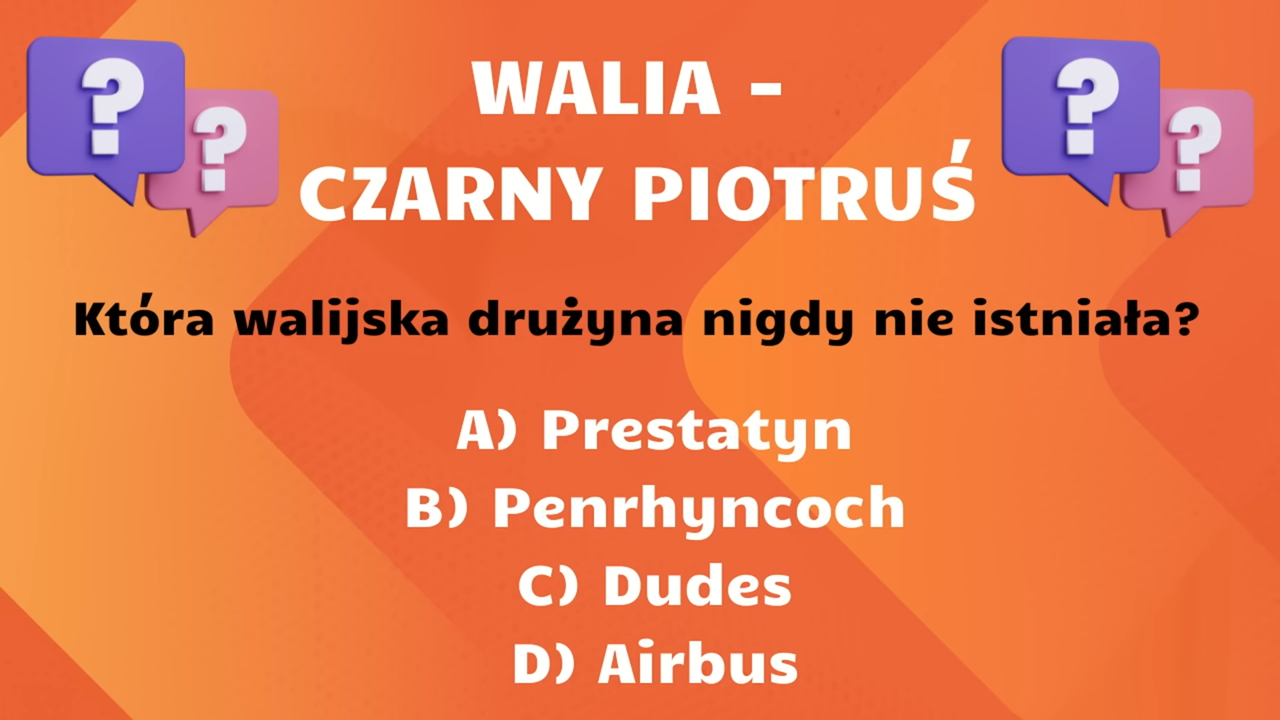 WALIA -
CZARNY PIOTRUŚ
Która walijska drużyna nigdy nie istniała?
A) Prestatyn
B) Penrhyncoch
C) Dudes
D) Airbus